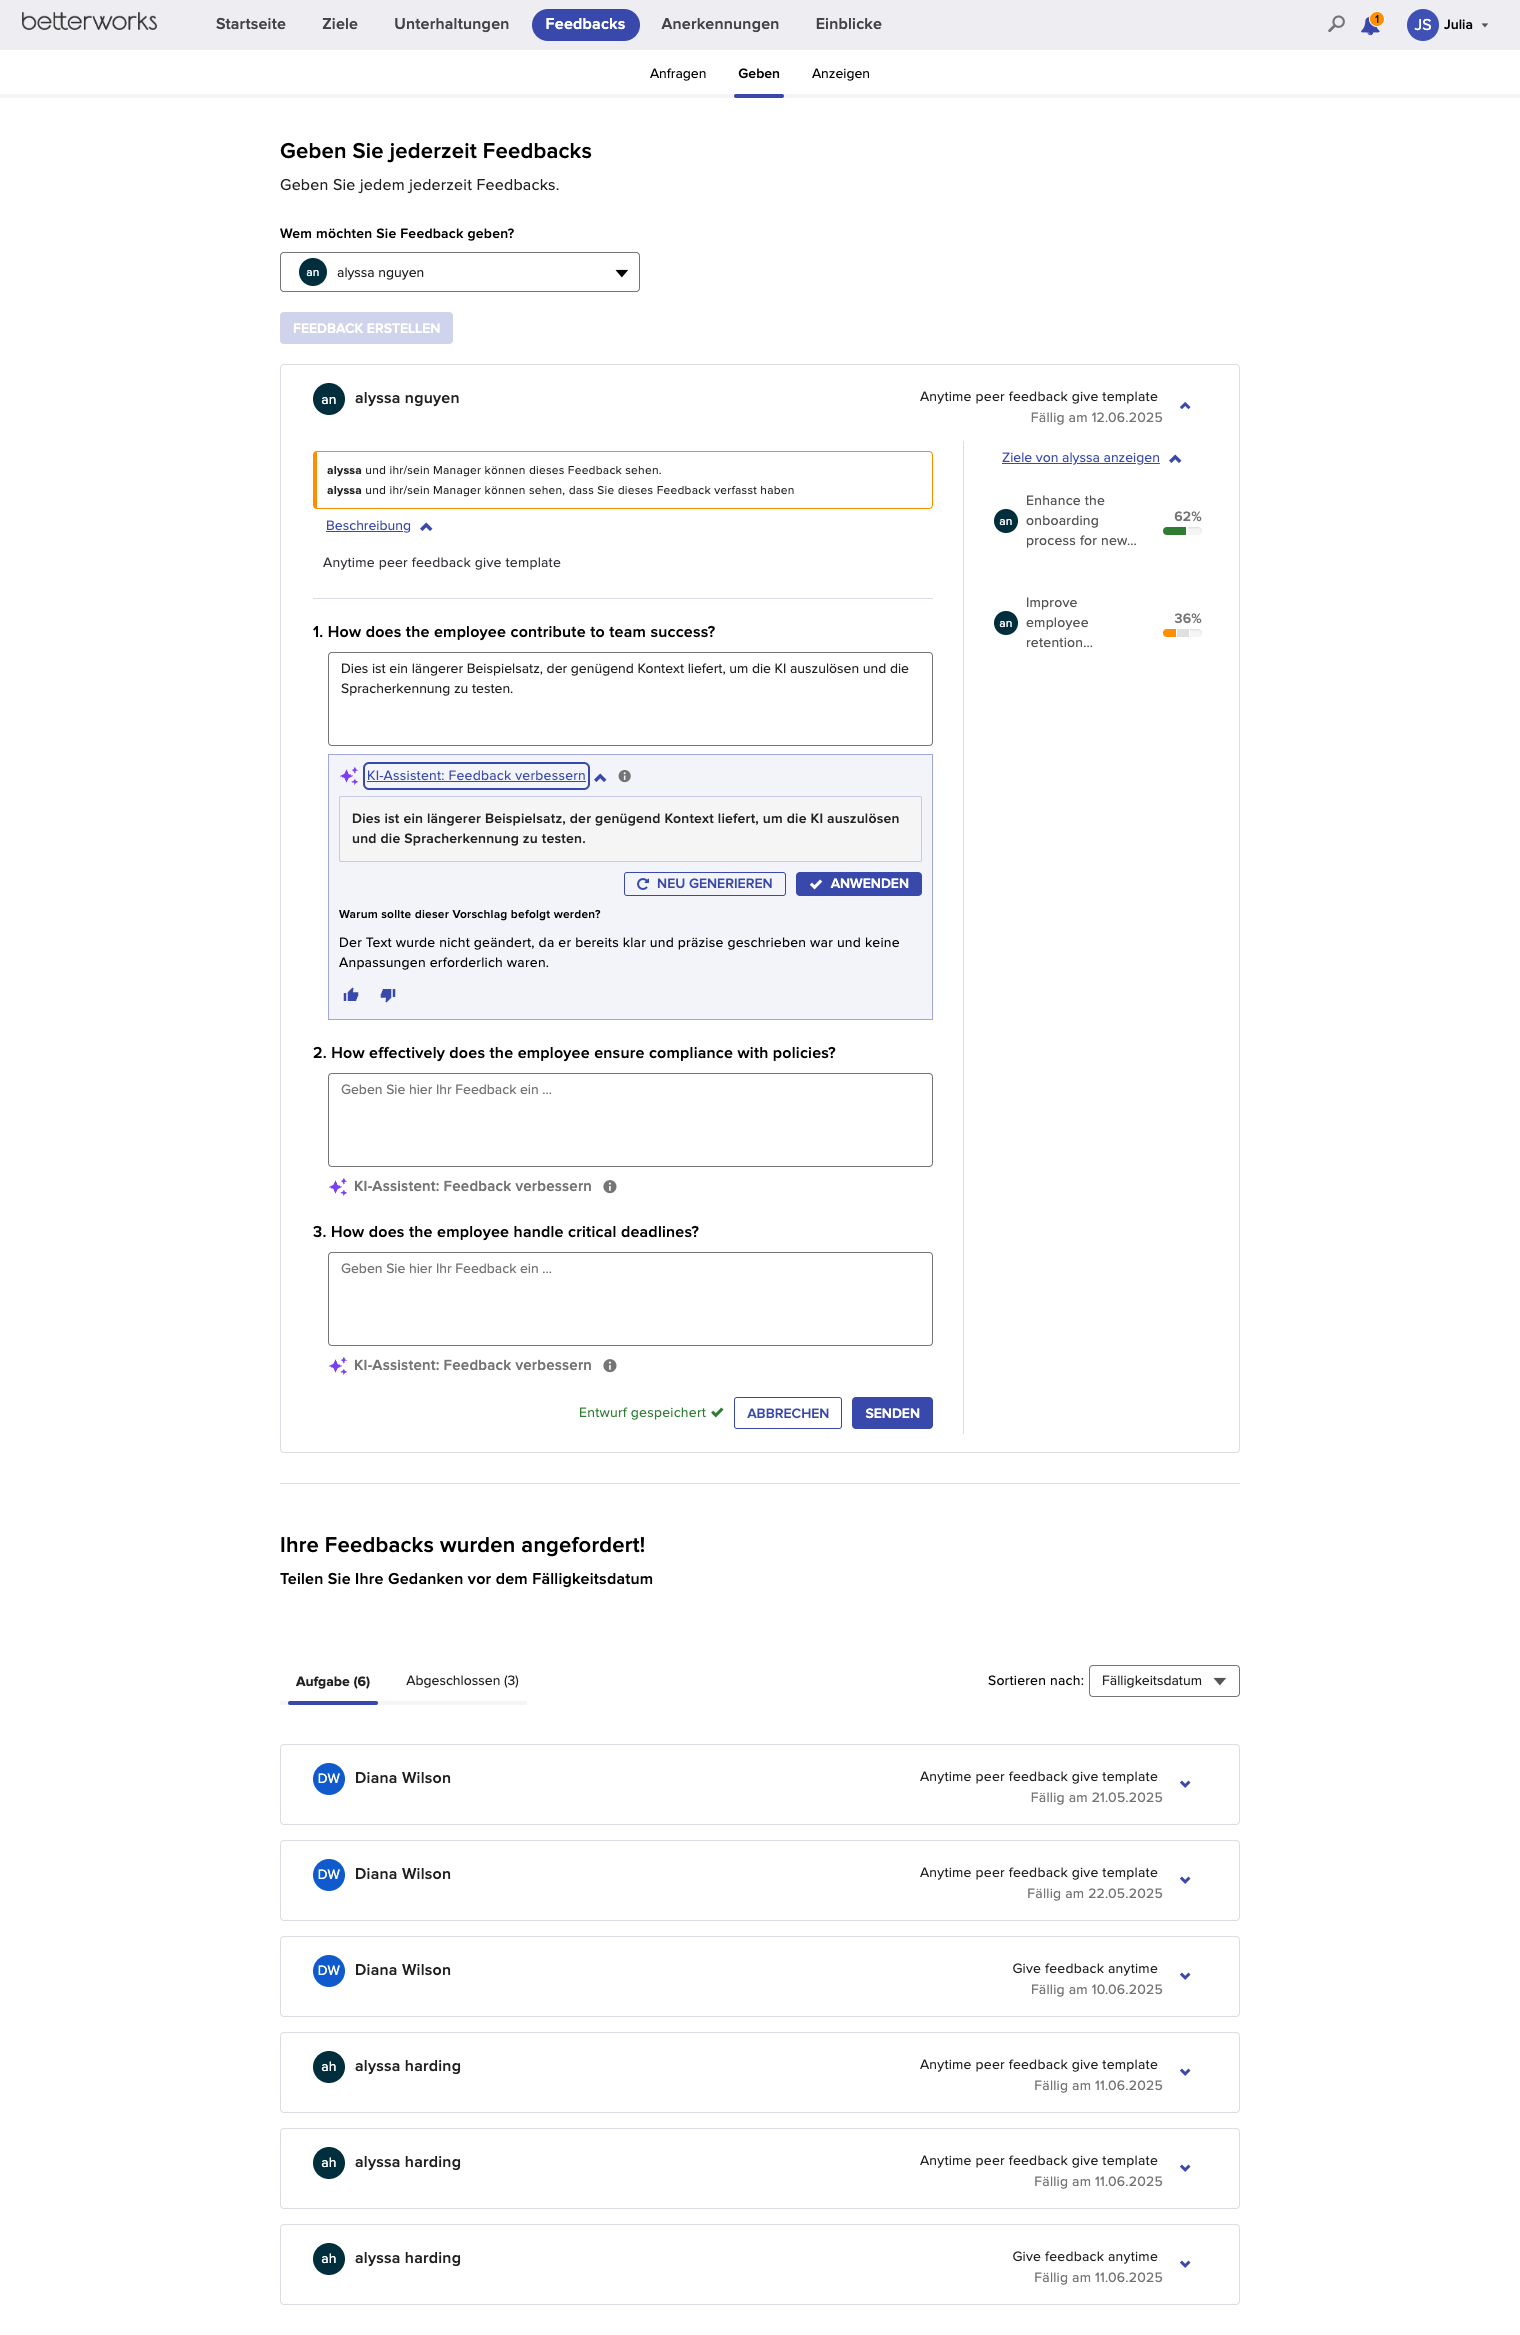 betterworks
Startseite
Ziele
Unterhaltungen
Feedbacks
Anerkennungen
Einblicke
1
JS
Julia
Anfragen
Geben
Anzeigen
Geben Sie jederzeit Feedbacks
Geben Sie jedem jederzeit Feedbacks.
Wem möchten Sie Feedback geben?
an
alyssa nguyen
FEEDBACK ERSTELLEN
an
alyssa nguyen
Anytime peer feedback give template
Fällig am 12.06.2025
alyssa und ihr/sein Manager können dieses Feedback sehen.
alyssa und ihr/sein Manager können sehen, dass Sie dieses Feedback verfasst haben
Beschreibung
Anytime peer feedback give template
Ziele von alyssa anzeigen
an
Enhance the
onboarding
process for new...
62%
an
Improve
employee
retention...
36%
1. How does the employee contribute to team success?
Dies ist ein längerer Beispielsatz, der genügend Kontext liefert, um die KI auszulösen und die
Spracherkennung zu testen.
KI-Assistent: Feedback verbessern
Dies ist ein längerer Beispielsatz, der genügend Kontext liefert, um die KI auszulösen
und die Spracherkennung zu testen.
NEU GENERIEREN
ANWENDEN
Warum sollte dieser Vorschlag befolgt werden?
Der Text wurde nicht geändert, da er bereits klar und präzise geschrieben war und keine
Anpassungen erforderlich waren.
2. How effectively does the employee ensure compliance with policies?
Geben Sie hier Ihr Feedback ein ...
KI-Assistent: Feedback verbessern
3. How does the employee handle critical deadlines?
Geben Sie hier Ihr Feedback ein ...
KI-Assistent: Feedback verbessern
Entwurf gespeichert
ABBRECHEN
SENDEN
Ihre Feedbacks wurden angefordert!
Teilen Sie Ihre Gedanken vor dem Fälligkeitsdatum
Aufgabe (6)
Abgeschlossen (3)
Sortieren nach:
Fälligkeitsdatum
DW
Diana Wilson
Anytime peer feedback give template
Fällig am 21.05.2025
DW
Diana Wilson
Anytime peer feedback give template
Fällig am 22.05.2025
DW
Diana Wilson
Give feedback anytime
Fällig am 10.06.2025
ah
alyssa harding
Anytime peer feedback give template
Fällig am 11.06.2025
ah
alyssa harding
Anytime peer feedback give template
Fällig am 11.06.2025
ah
alyssa harding
Give feedback anytime
Fällig am 11.06.2025